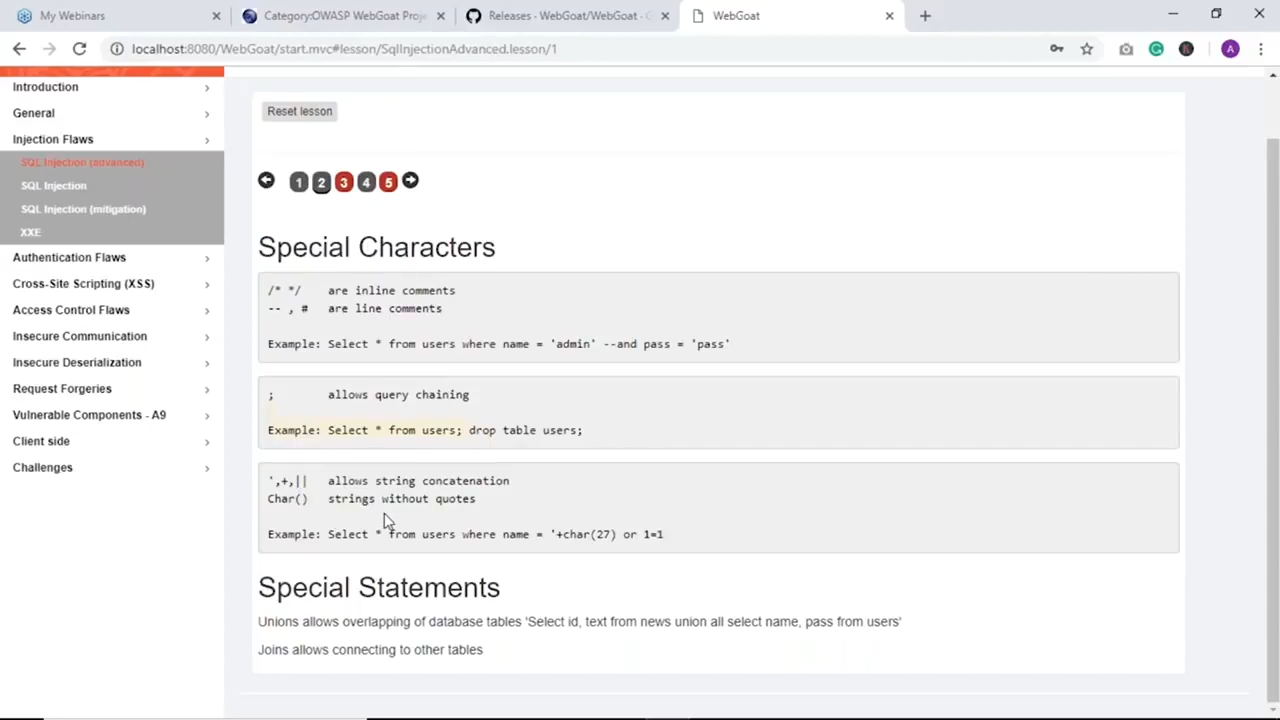 My Webinars
Category:OWASP WebGoat Proje
Releases · WebGoat/WebGoat · G
WebGoat
localhost:8080/WebGoat/start.mvc#lesson/SqlInjectionAdvanced.lesson/1
A
Introduction
General
Injection Flaws
SQL Injection (advanced)
SQL Injection
SQL Injection (mitigation)
XXE
Authentication Flaws
Cross-Site Scripting (XSS)
Access Control Flaws
Insecure Communication
Insecure Deserialization
Request Forgeries
Vulnerable Components - A9
Client side
Challenges
Reset lesson
1 2 3 4 5
Special Characters
/* */ are inline comments
-- , # are line comments
Example: Select * from users where name = 'admin' --and pass = 'pass'
; allows query chaining
Example: Select * from users; drop table users;
',+,|| allows string concatenation
Char() strings without quotes
Example: Select * from users where name = '+char(27) or 1=1
Special Statements
Unions allows overlapping of database tables 'Select id, text from news union all select name, pass from users'
Joins allows connecting to other tables